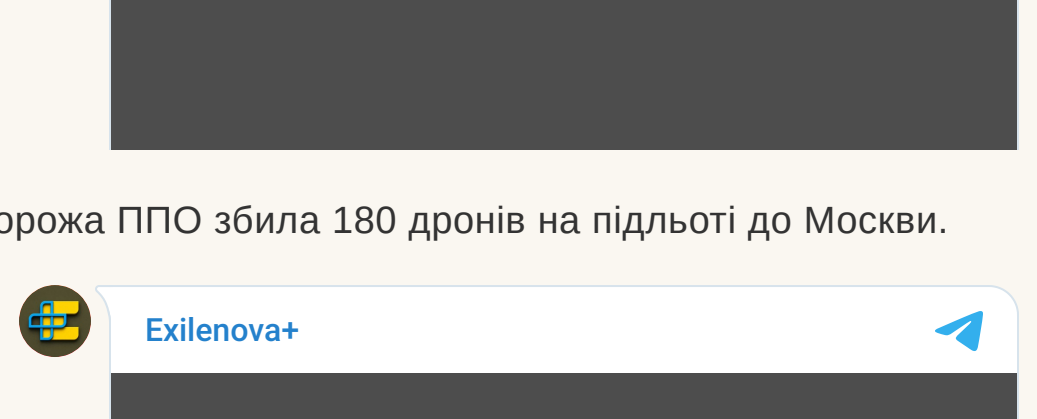 орожа ППО збила 180 дронів на підльоті до Москви.
Exilenova+